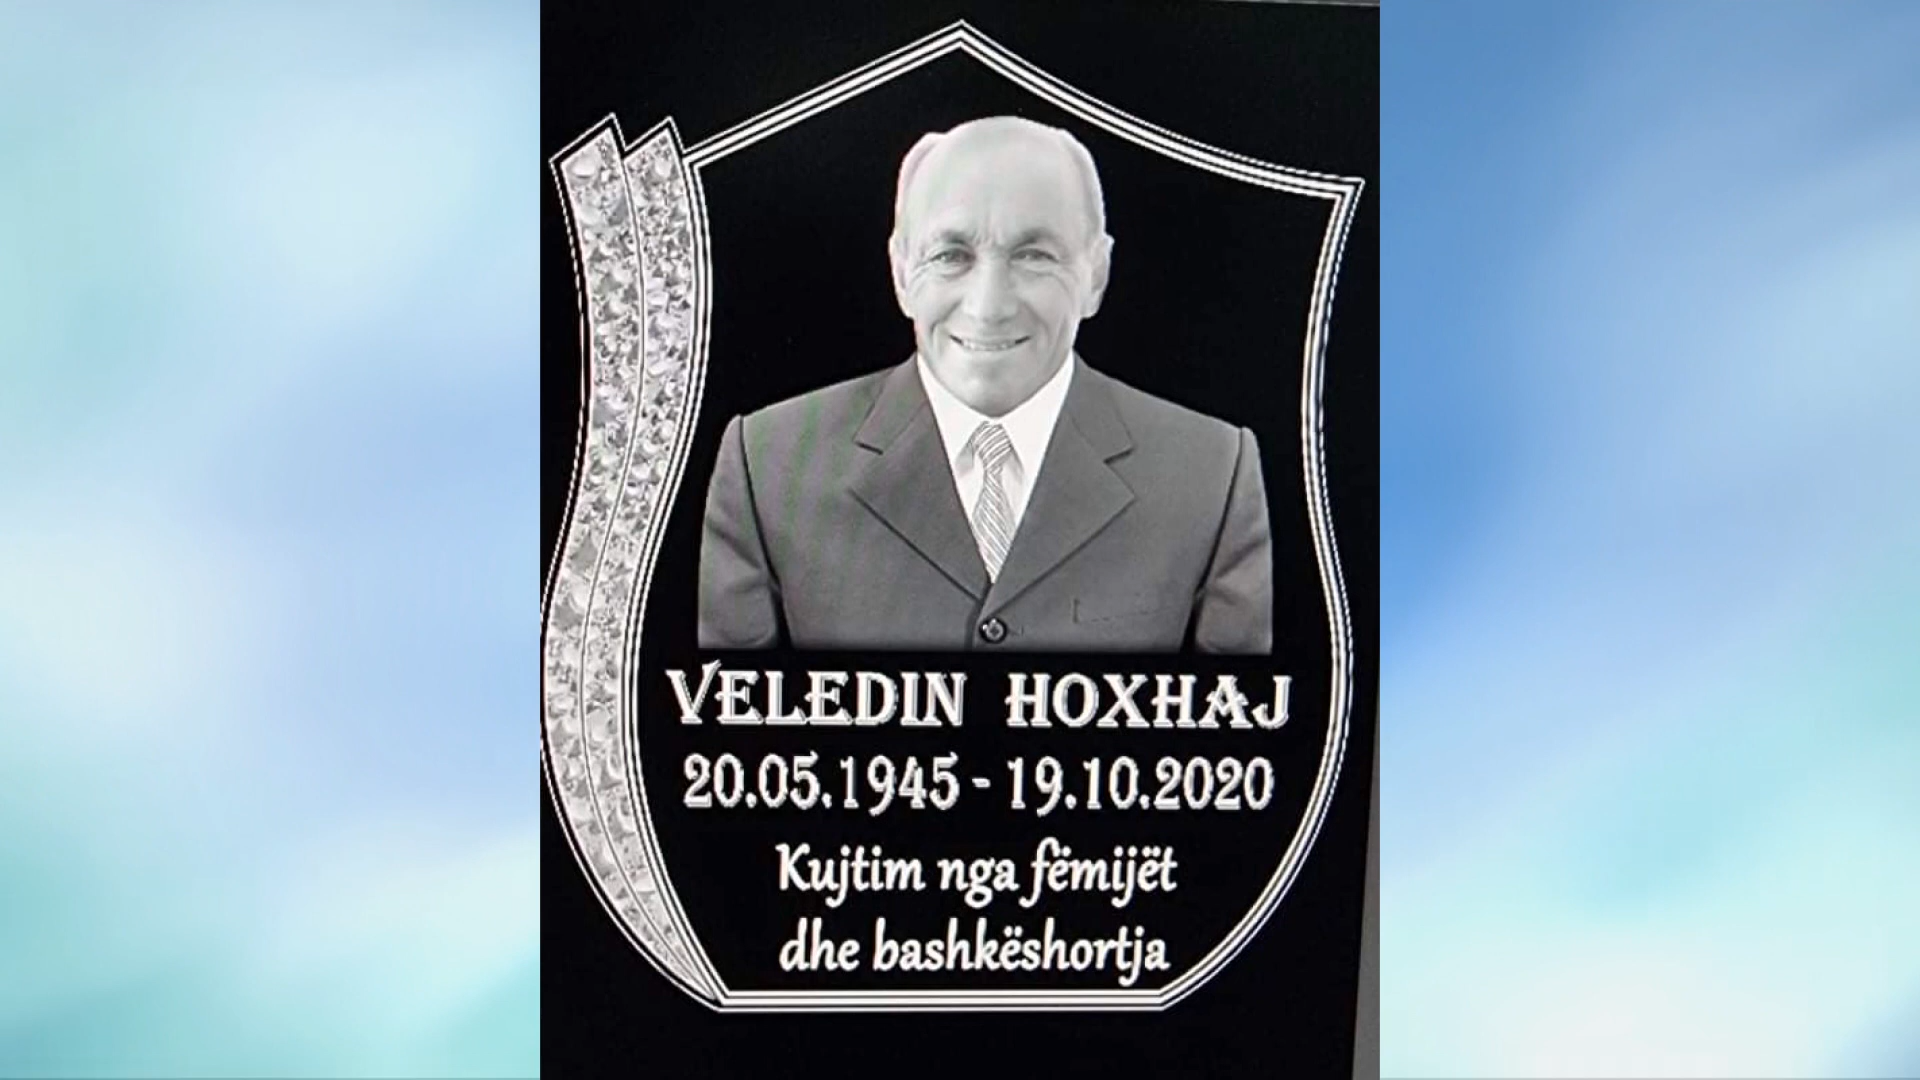 VELEDIN HOXHAJ
20.05.1945 - 19.10.2020
Kujtim nga fëmijët
dhe bashkëshortja